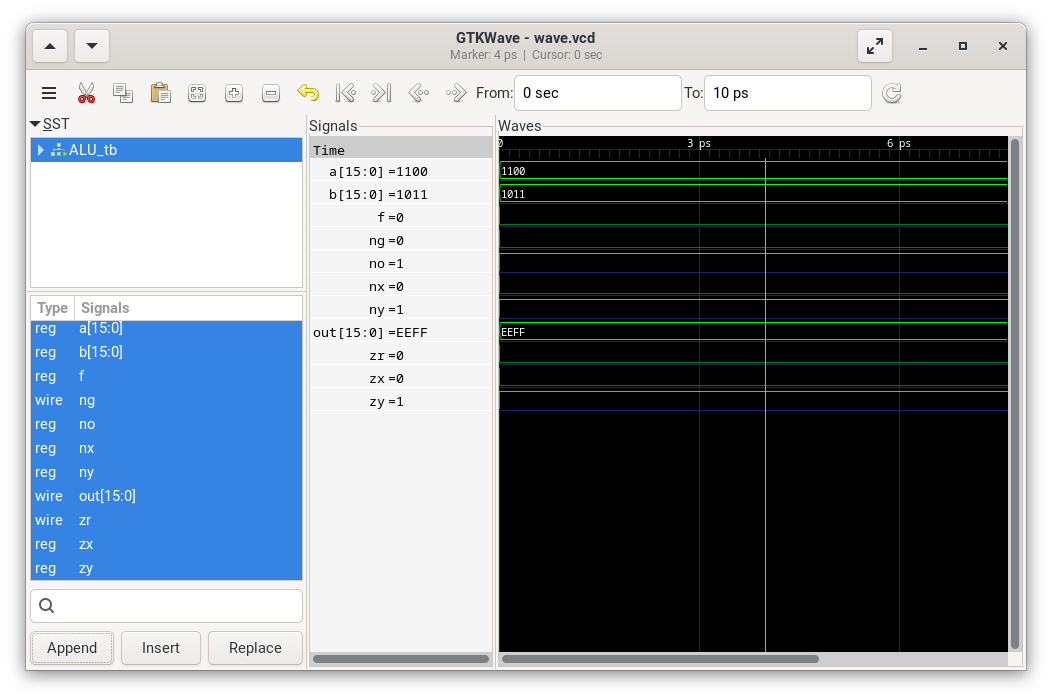 GTKWave - wave.vcd
Marker: 4 ps | Cursor: 0 sec
From: 0 sec To: 10 ps
SST
ALU_tb
Type Signals
reg a[15:0]
reg b[15:0]
reg f
wire ng
reg no
reg nx
reg ny
wire out[15:0]
wire zr
reg zx
reg zy
Append Insert Replace
Signals
Time
a[15:0] =1100
b[15:0] =1011
f =0
ng =0
no =1
nx =0
ny =1
out[15:0] =EEFF
zr =0
zx =0
zy =1
Waves
0 3 ps 6 ps
1100
1011
EEFF